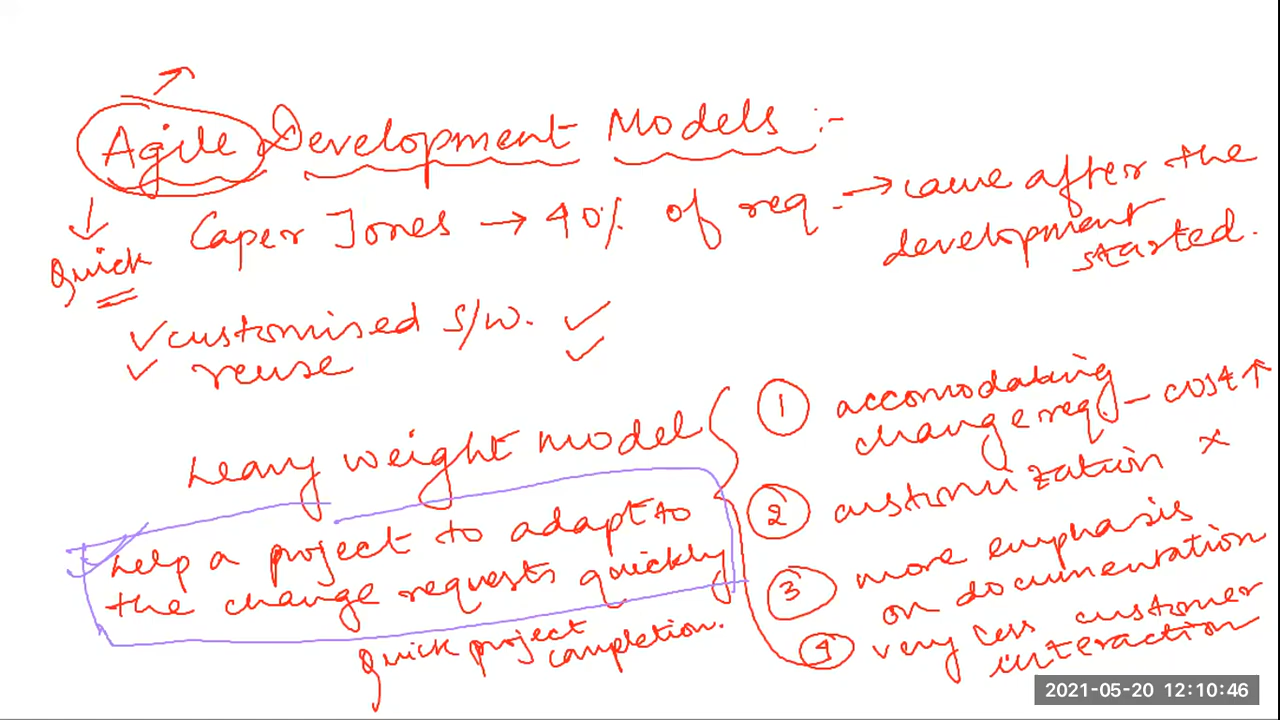 Agile Development Models :-
Quick
Caper Jones → 40% of req. → came after the
development
started.
✓ customised S/W. ✓
✓ reuse ✓
Heavy weight model
① accomodating
change req. – cost ↑
② customization ×
③ more emphasis
on documentation
④ very less customer
interaction
help a project to adapt to
the change requests quickly
Quick project
completion.
2021-05-20 12:10:46